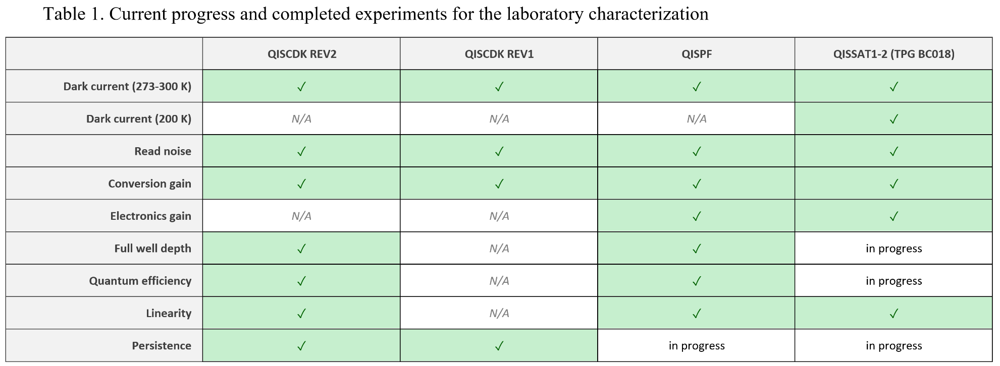 Table 1. Current progress and completed experiments for the laboratory characterization
QISCDK REV2 QISCDK REV1 QISPF QISSAT1-2 (TPG BC018)
Dark current (273-300 K) ✓ ✓ ✓ ✓
Dark current (200 K) N/A N/A N/A ✓
Read noise ✓ ✓ ✓ ✓
Conversion gain ✓ ✓ ✓ ✓
Electronics gain N/A N/A ✓ ✓
Full well depth ✓ N/A ✓ in progress
Quantum efficiency ✓ N/A ✓ in progress
Linearity ✓ N/A ✓ ✓
Persistence ✓ ✓ in progress in progress